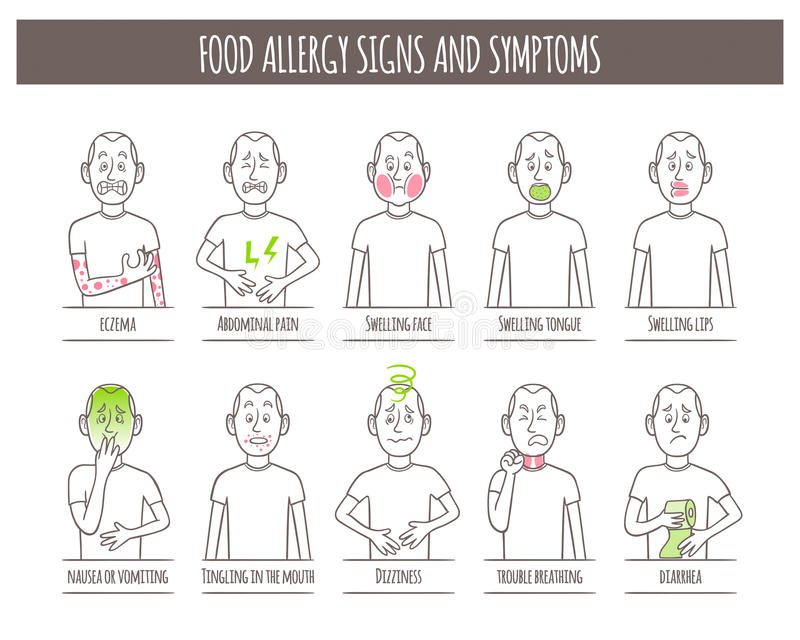 FOOD ALLERGY SIGNS AND SYMPTOMS
ECZEMA
ABDOMINAL PAIN
SWELLING FACE
SWELLING TONGUE
SWELLING LIPS
NAUSEA OR VOMITING
TINGLING IN THE MOUTH
DIZZINESS
TROUBLE BREATHING
DIARRHEA
dreamstime